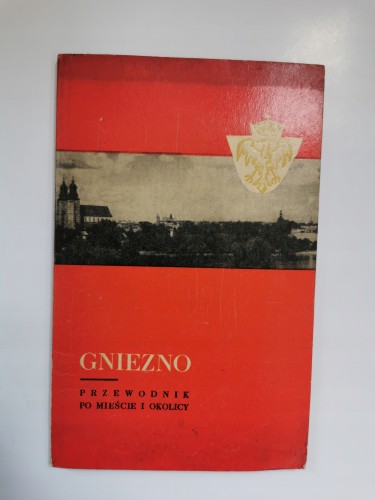 GNIEZNO
PRZEWODNIK
PO MIEŚCIE I OKOLICY